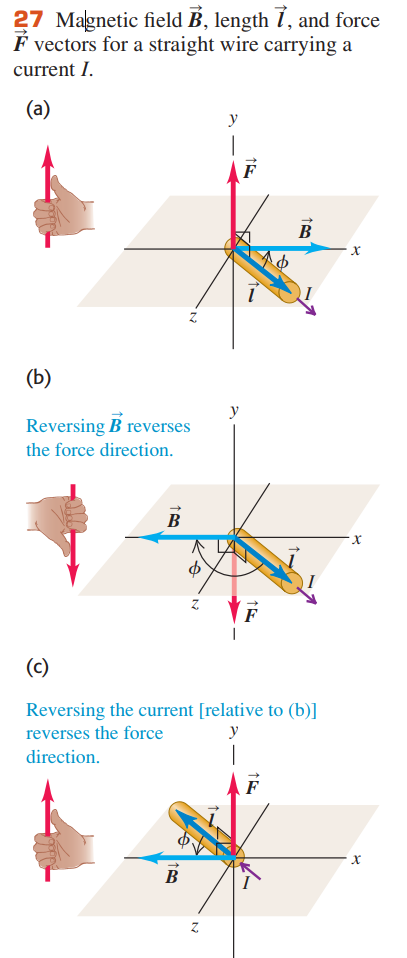 27 Magnetic field B⃗, length l⃗, and force
F⃗ vectors for a straight wire carrying a
current I.
(a)
y
F⃗
B⃗
x
ϕ
l⃗
I
z
(b)
Reversing B⃗ reverses
the force direction.
y
B⃗
x
l⃗
ϕ
I
z
F⃗
(c)
Reversing the current [relative to (b)]
reverses the force
direction.
y
F⃗
l⃗
ϕ
x
B⃗
I
z